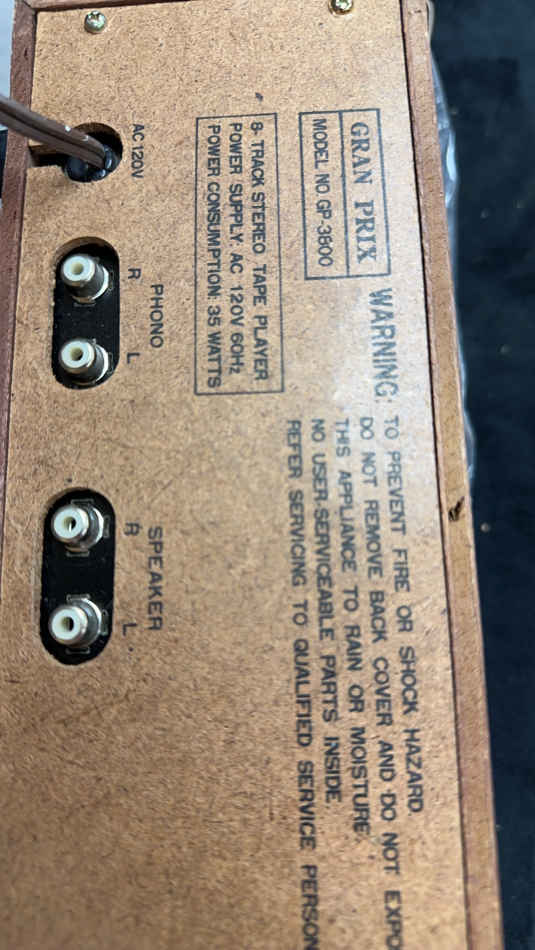 GRAN PRIX
MODEL NO. GP-3800
8-TRACK STEREO TAPE PLAYER
POWER SUPPLY: AC 120V 60Hz
POWER CONSUMPTION: 35 WATTS
WARNING: TO PREVENT FIRE OR SHOCK HAZARD.
DO NOT REMOVE BACK COVER AND DO NOT EXPO
THIS APPLIANCE TO RAIN OR MOISTURE.
NO USER-SERVICEABLE PARTS INSIDE.
REFER SERVICING TO QUALIFIED SERVICE PERSON
AC 120V
PHONO
R L
SPEAKER
R L